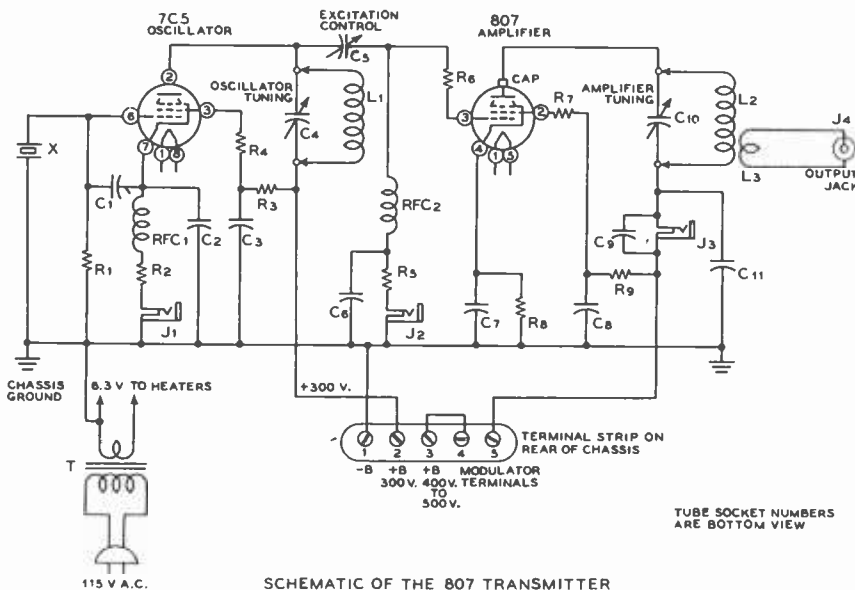 7C5
OSCILLATOR
EXCITATION
CONTROL
C5
807
AMPLIFIER
2
6
3
7
1
8
OSCILLATOR
TUNING
L1
C4
R6
CAP
3
2
4
1
5
R7
AMPLIFIER
TUNING
C10
L2
J4
L3
OUTPUT
JACK
X
C1
R4
R3
RFC1
C2
C3
R1
R2
J1
RFC2
R5
C6
J2
C7
R8
C9
J3
R9
C8
C11
CHASSIS
GROUND
6.3 V TO HEATERS
+300 V.
T
1 2 3 4 5
TERMINAL STRIP ON
REAR OF CHASSIS
-B +B +B MODULATOR
300V. 400V. TERMINALS
TO
500V.
TUBE SOCKET NUMBERS
ARE BOTTOM VIEW
115 V A.C.
SCHEMATIC OF THE 807 TRANSMITTER